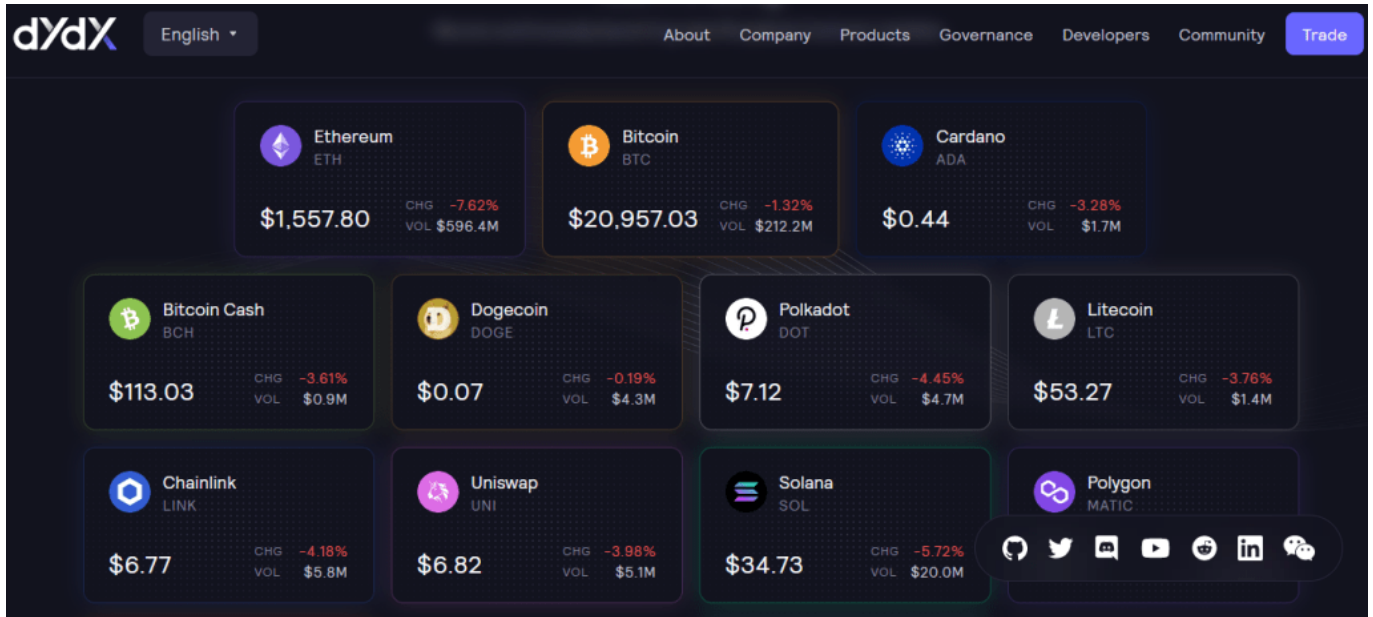 dYdX English About Company Products Governance Developers Community Trade
Ethereum
ETH
$1,557.80
CHG -7.62%
VOL $596.4M
Bitcoin
BTC
$20,957.03
CHG -1.32%
VOL $212.2M
Cardano
ADA
$0.44
CHG -3.28%
VOL $1.7M
Bitcoin Cash
BCH
$113.03
CHG -3.61%
VOL $0.9M
Dogecoin
DOGE
$0.07
CHG -0.19%
VOL $4.3M
Polkadot
DOT
$7.12
CHG -4.45%
VOL $4.7M
Litecoin
LTC
$53.27
CHG -3.76%
VOL $1.4M
Chainlink
LINK
$6.77
CHG -4.18%
VOL $5.8M
Uniswap
UNI
$6.82
CHG -3.98%
VOL $5.1M
Solana
SOL
$34.73
CHG -5.72%
VOL $20.0M
Polygon
MATIC